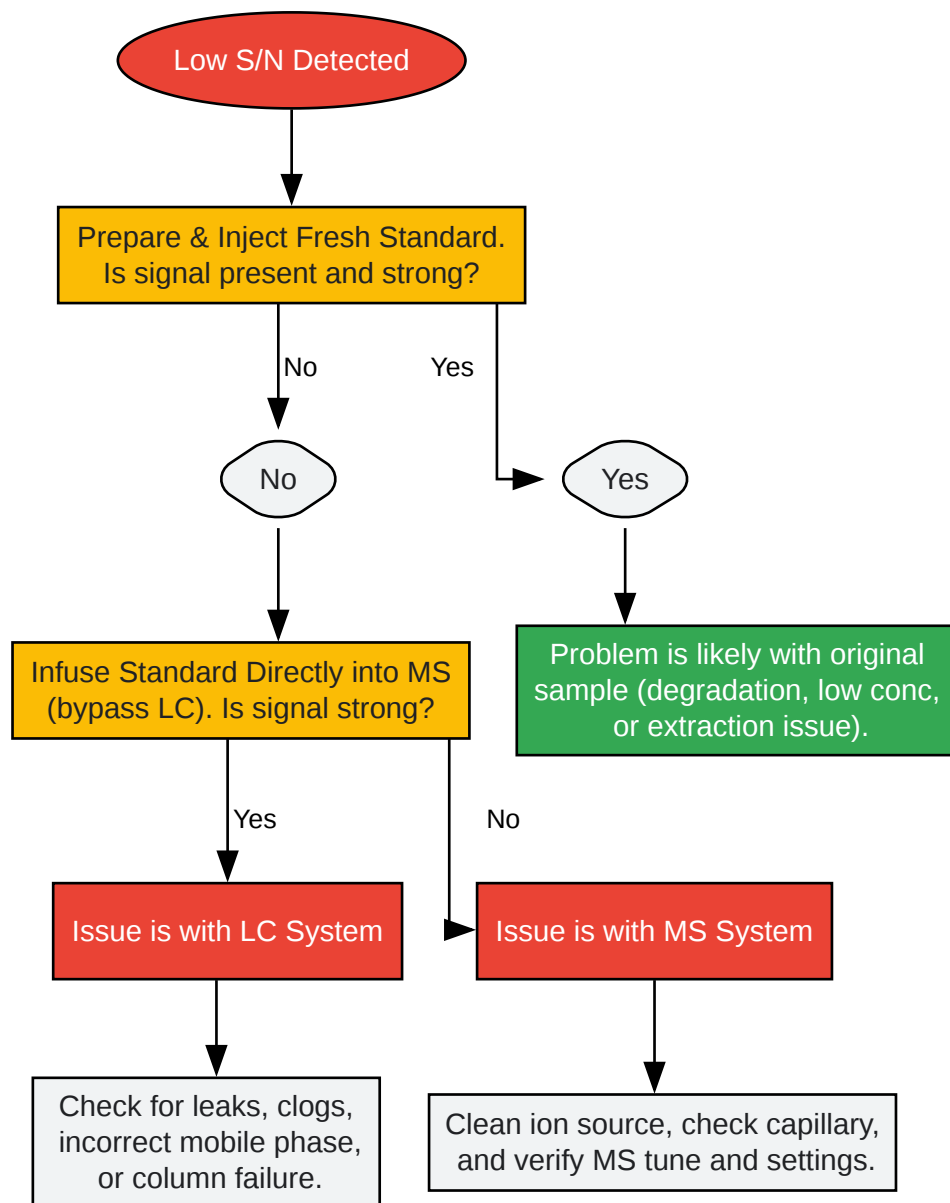 Low S/N Detected
Prepare & Inject Fresh Standard.
Is signal present and strong?
No
Yes
No
Yes
Infuse Standard Directly into MS
(bypass LC). Is signal strong?
Problem is likely with original
sample (degradation, low conc,
or extraction issue).
Yes
No
Issue is with LC System
Issue is with MS System
Check for leaks, clogs,
incorrect mobile phase,
or column failure.
Clean ion source, check capillary,
and verify MS tune and settings.